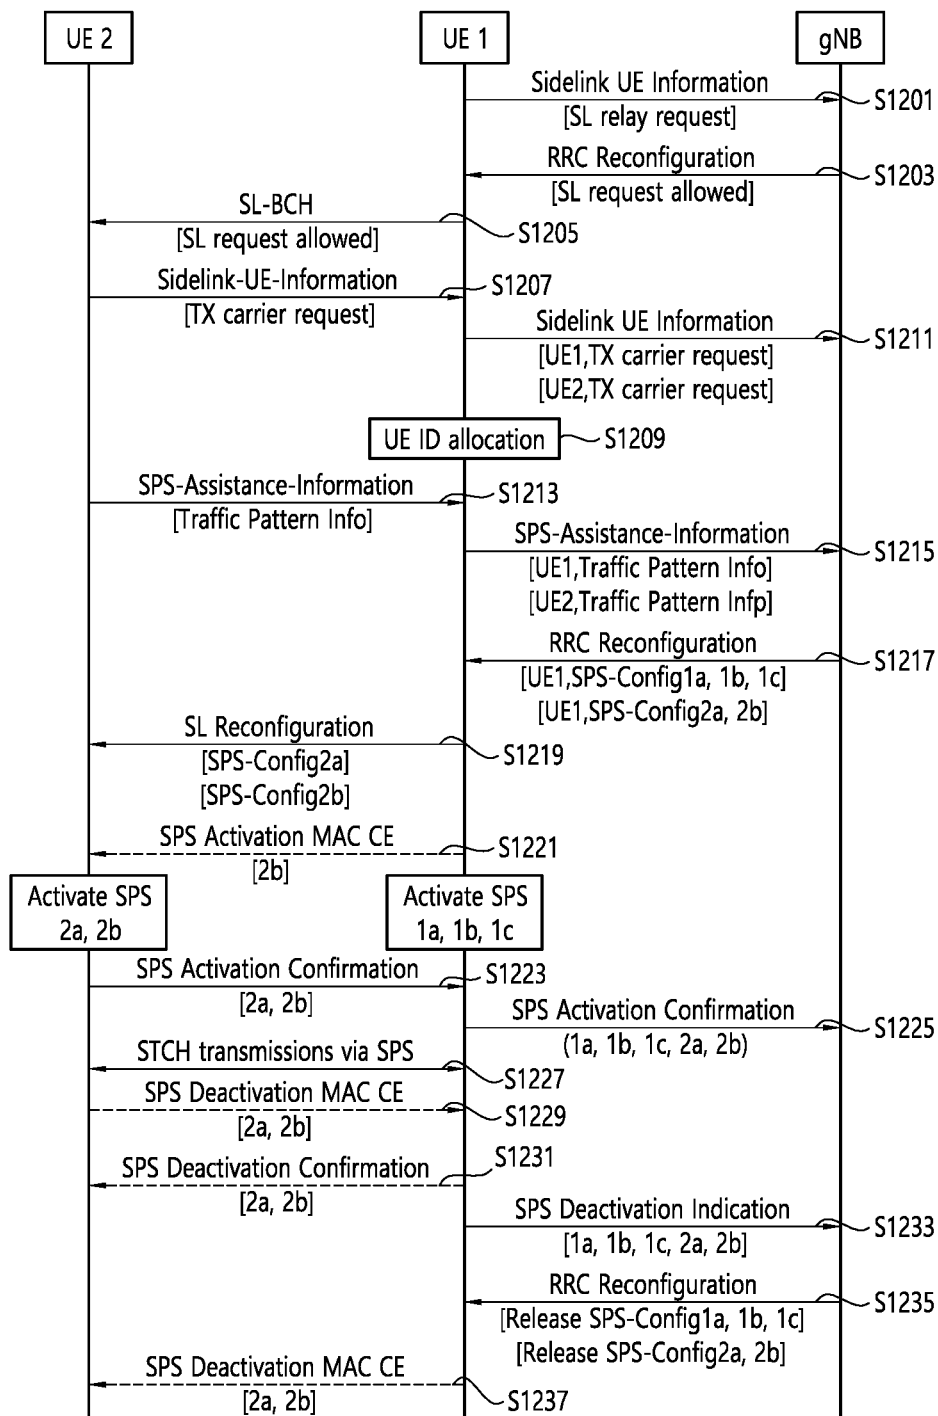 UE 2
UE 1
gNB
Sidelink UE Information
[SL relay request]
S1201
RRC Reconfiguration
[SL request allowed]
S1203
SL-BCH
[SL request allowed]
S1205
Sidelink-UE-Information
[TX carrier request]
S1207
Sidelink UE Information
[UE1,TX carrier request]
[UE2,TX carrier request]
S1211
UE ID allocation
S1209
SPS-Assistance-Information
[Traffic Pattern Info]
S1213
SPS-Assistance-Information
[UE1,Traffic Pattern Info]
[UE2,Traffic Pattern Infp]
S1215
RRC Reconfiguration
[UE1,SPS-Config1a, 1b, 1c]
[UE1,SPS-Config2a, 2b]
S1217
SL Reconfiguration
[SPS-Config2a]
[SPS-Config2b]
S1219
SPS Activation MAC CE
[2b]
S1221
Activate SPS
2a, 2b
Activate SPS
1a, 1b, 1c
SPS Activation Confirmation
[2a, 2b]
S1223
SPS Activation Confirmation
(1a, 1b, 1c, 2a, 2b)
S1225
STCH transmissions via SPS
S1227
SPS Deactivation MAC CE
[2a, 2b]
S1229
SPS Deactivation Confirmation
[2a, 2b]
S1231
SPS Deactivation Indication
[1a, 1b, 1c, 2a, 2b]
S1233
RRC Reconfiguration
[Release SPS-Config1a, 1b, 1c]
[Release SPS-Config2a, 2b]
S1235
SPS Deactivation MAC CE
[2a, 2b]
S1237